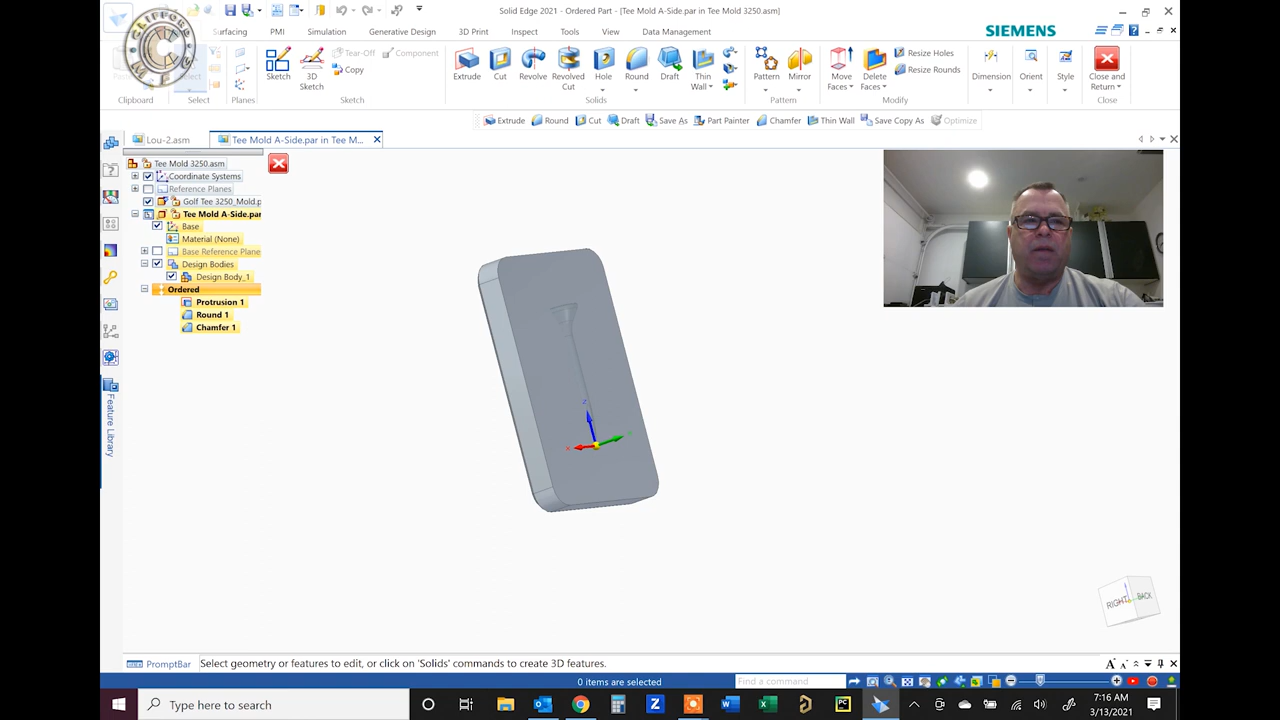 Solid Edge 2021 - Ordered Part - [Tee Mold A-Side.par in Tee Mold 3250.asm]
Surfacing PMI Simulation Generative Design 3D Print Inspect Tools View Data Management
SIEMENS
CLIFFORD
Paste
Select
Sketch
3D Sketch
Tear-Off
Component
Copy
Extrude Cut Revolve Revolved Cut Hole Round Draft Thin Wall
Pattern Mirror Move Faces Delete Faces
Resize Holes
Resize Rounds
Dimension Orient Style Close and Return
Clipboard Select Planes Sketch Solids Pattern Modify Close
Extrude Round Cut Draft Save As Part Painter Chamfer Thin Wall Save Copy As Optimize
Lou-2.asm
Tee Mold A-Side.par in Tee M...
Tee Mold 3250.asm
Coordinate Systems
Reference Planes
Golf Tee 3250_Mold.p
Tee Mold A-Side.par
Base
Material (None)
Base Reference Plane
Design Bodies
Design Body_1
Ordered
Protrusion 1
Round 1
Chamfer 1
Feature Library
z
x
RIGHT BACK
PromptBar
Select geometry or features to edit, or click on 'Solids' commands to create 3D features.
0 items are selected
Find a command
Type here to search
7:16 AM
3/13/2021